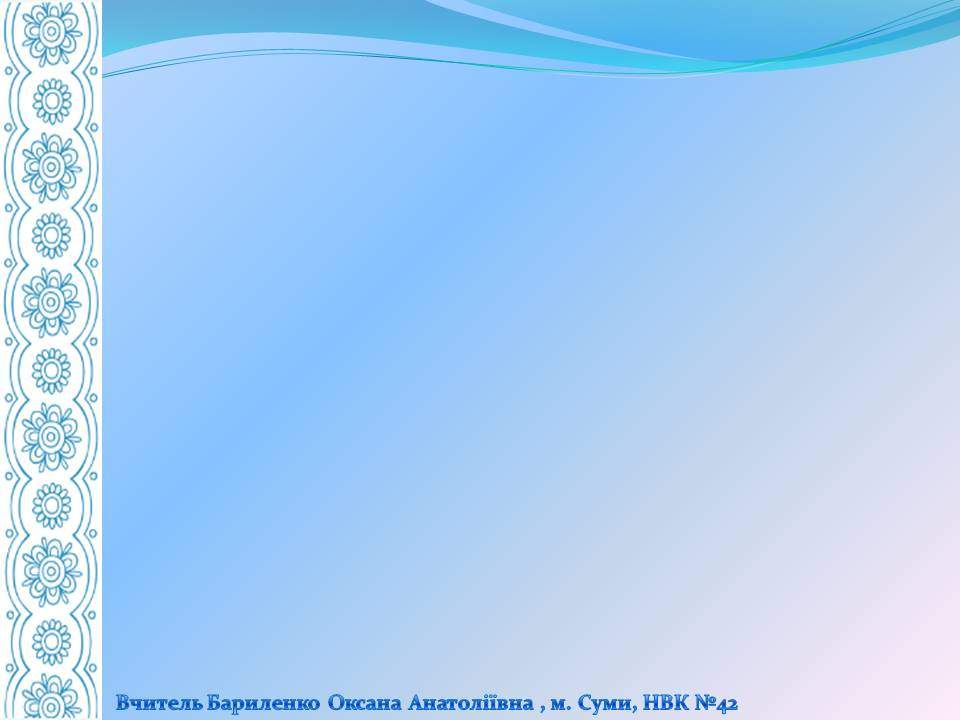 Вчитель Бариленко Оксана Анатоліївна , м. Суми, НВК №42